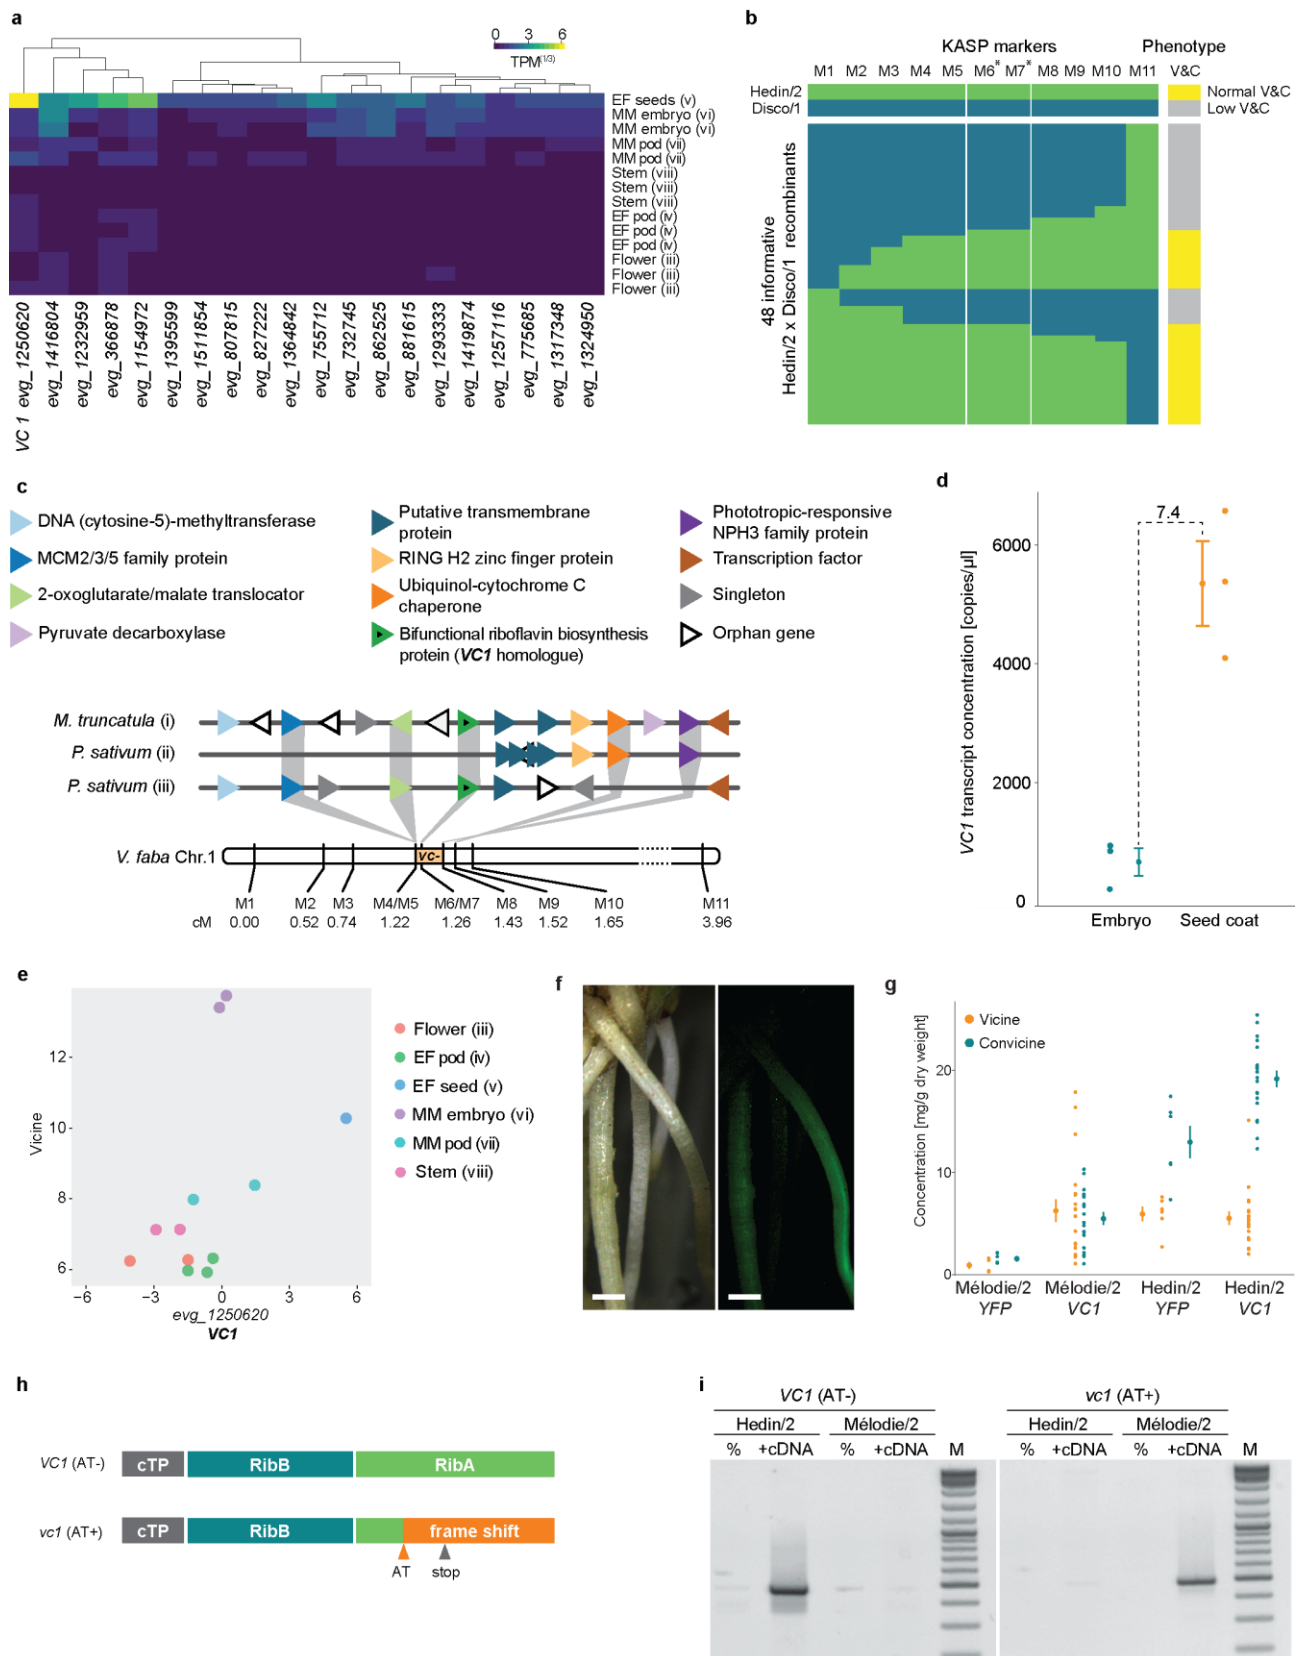 a
0 3 6
TPM(1/3)
EF seeds (v)
MM embryo (vi)
MM embryo (vi)
MM pod (vii)
MM pod (vii)
Stem (viii)
Stem (viii)
Stem (viii)
EF pod (iv)
EF pod (iv)
EF pod (iv)
Flower (iii)
Flower (iii)
Flower (iii)
VC 1 evg_1250620
evg_1416804
evg_1232959
evg_366878
evg_1154972
evg_1395599
evg_1511854
evg_807815
evg_827222
evg_1364842
evg_755712
evg_732745
evg_862525
evg_881615
evg_1293333
evg_1419874
evg_1257116
evg_775685
evg_1317348
evg_1324950
b
KASP markers Phenotype
M1 M2 M3 M4 M5 M6* M7* M8 M9 M10 M11 V&C
Hedin/2
Disco/1
Normal V&C
Low V&C
48 informative
Hedin/2 x Disco/1 recombinants
c
DNA (cytosine-5)-methyltransferase
MCM2/3/5 family protein
2-oxoglutarate/malate translocator
Pyruvate decarboxylase
Putative transmembrane
protein
RING H2 zinc finger protein
Ubiquinol-cytochrome C
chaperone
Bifunctional riboflavin biosynthesis
protein (VC1 homologue)
Phototropic-responsive
NPH3 family protein
Transcription factor
Singleton
Orphan gene
M. truncatula (i)
P. sativum (ii)
P. sativum (iii)
V. faba Chr.1
VC-
M1 M2 M3 M4/M5 M6/M7 M8 M9 M10 M11
cM 0.00 0.52 0.74 1.22 1.26 1.43 1.52 1.65 3.96
d
VC1 transcript concentration [copies/µl]
6000
4000
2000
0
7.4
Embryo Seed coat
e
Vicine
12
10
8
6
−6 −3 0 3 6
evg_1250620
VC1
Flower (iii)
EF pod (iv)
EF seed (v)
MM embryo (vi)
MM pod (vii)
Stem (viii)
f
g
Concentration [mg/g dry weight]
20
10
0
Vicine
Convicine
Mélodie/2 Mélodie/2 Hedin/2 Hedin/2
YFP VC1 YFP VC1
h
VC1 (AT-) cTP RibB RibA
vc1 (AT+) cTP RibB frame shift
AT stop
i
VC1 (AT-) vc1 (AT+)
Hedin/2 Mélodie/2 Hedin/2 Mélodie/2
% +cDNA % +cDNA M % +cDNA % +cDNA M